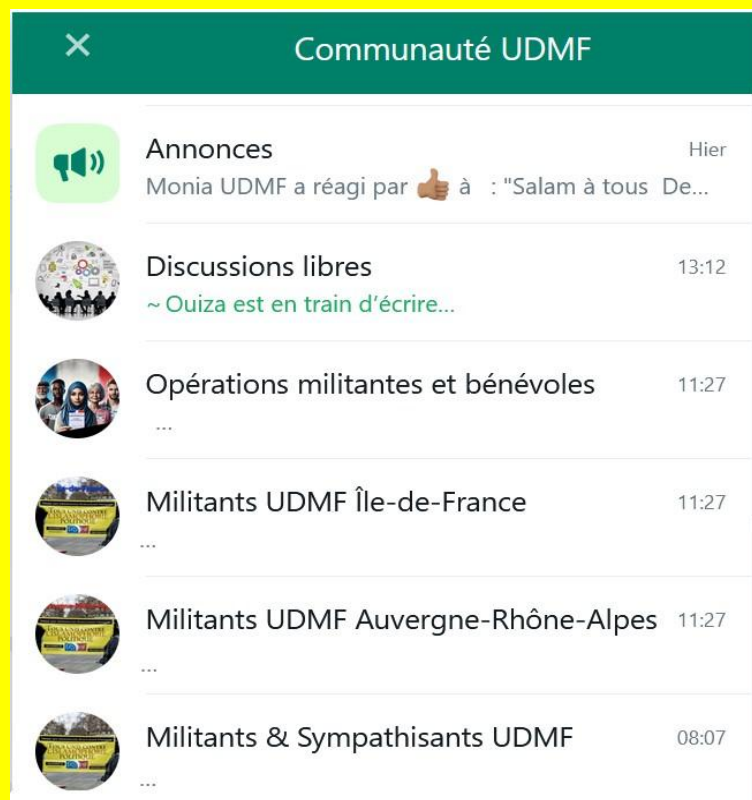 Communauté UDMF
Annonces
Hier
Monia UDMF a réagi par 👍🏽 à : "Salam à tous De...
Discussions libres
13:12
~ Ouiza est en train d'écrire...
Opérations militantes et bénévoles
11:27
...
Militants UDMF Île-de-France
11:27
...
Militants UDMF Auvergne-Rhône-Alpes
11:27
...
Militants & Sympathisants UDMF
08:07
...